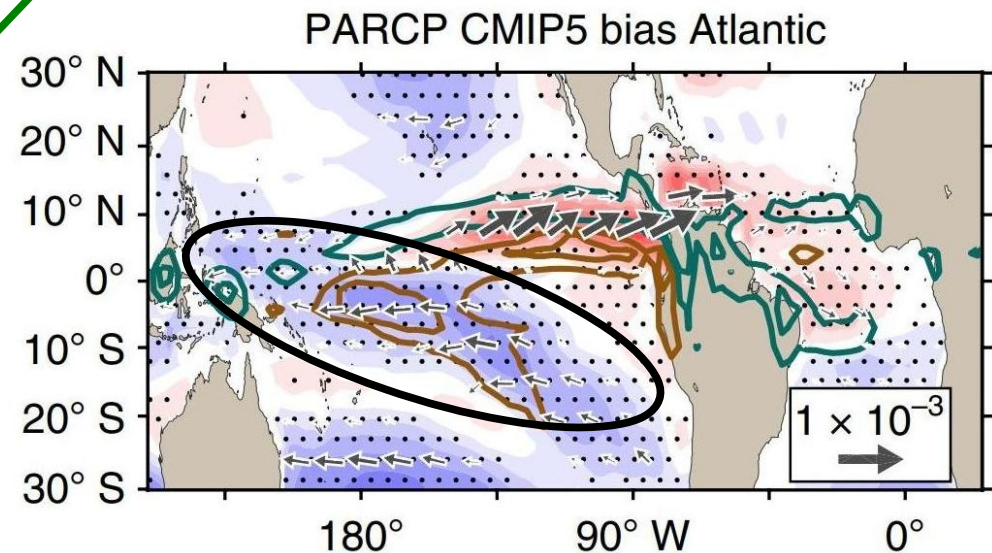 PARCP CMIP5 bias Atlantic
30° N
20° N
10° N
0°
10° S
20° S
30° S
1 × 10⁻³
180°
90° W
0°